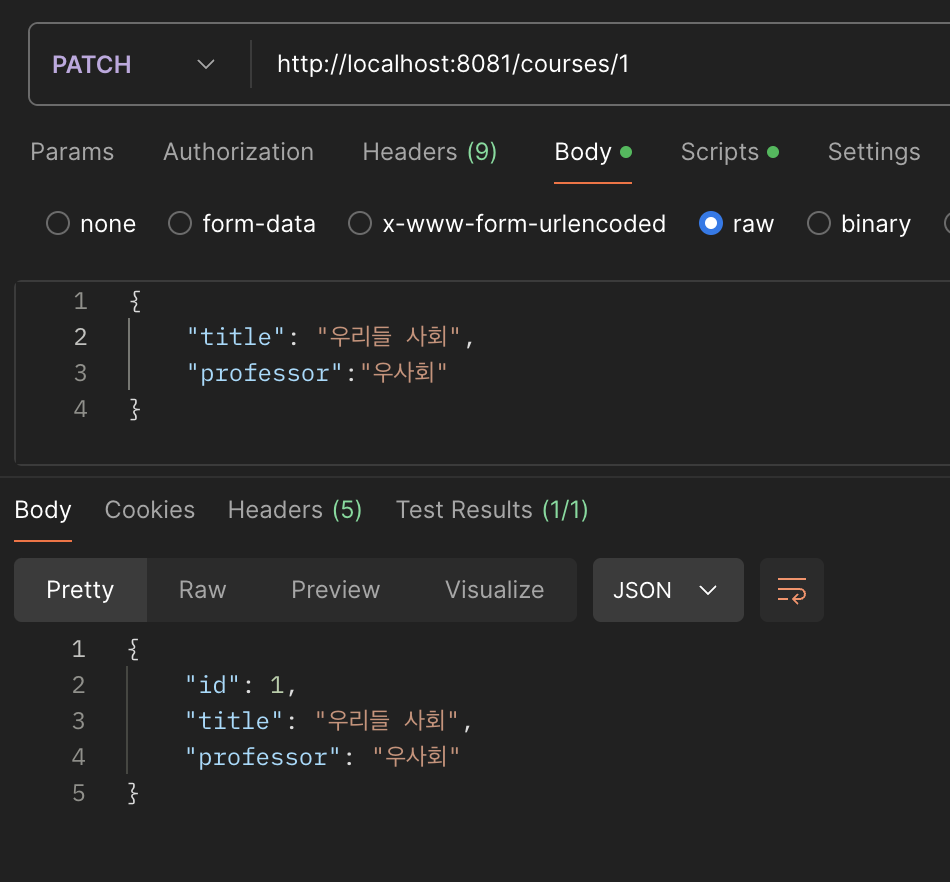 PATCH http://localhost:8081/courses/1
Params Authorization Headers (9) Body Scripts Settings
none form-data x-www-form-urlencoded raw binary
1 {
2 "title": "우리들 사회",
3 "professor":"우사회"
4 }
Body Cookies Headers (5) Test Results (1/1)
Pretty Raw Preview Visualize JSON
1 {
2 "id": 1,
3 "title": "우리들 사회",
4 "professor": "우사회"
5 }